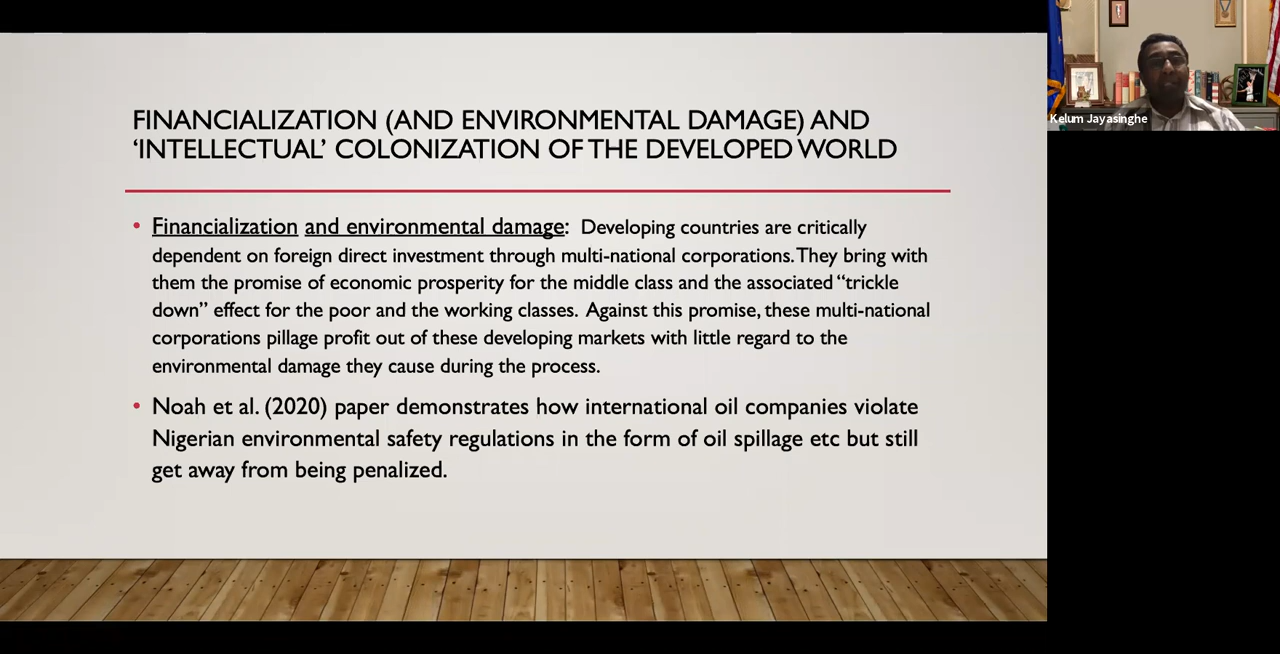 FINANCIALIZATION (AND ENVIRONMENTAL DAMAGE) AND
‘INTELLECTUAL’ COLONIZATION OF THE DEVELOPED WORLD
• Financialization and environmental damage: Developing countries are critically
dependent on foreign direct investment through multi-national corporations. They bring with
them the promise of economic prosperity for the middle class and the associated “trickle
down” effect for the poor and the working classes. Against this promise, these multi-national
corporations pillage profit out of these developing markets with little regard to the
environmental damage they cause during the process.
• Noah et al. (2020) paper demonstrates how international oil companies violate
Nigerian environmental safety regulations in the form of oil spillage etc but still
get away from being penalized.
Kelum Jayasinghe